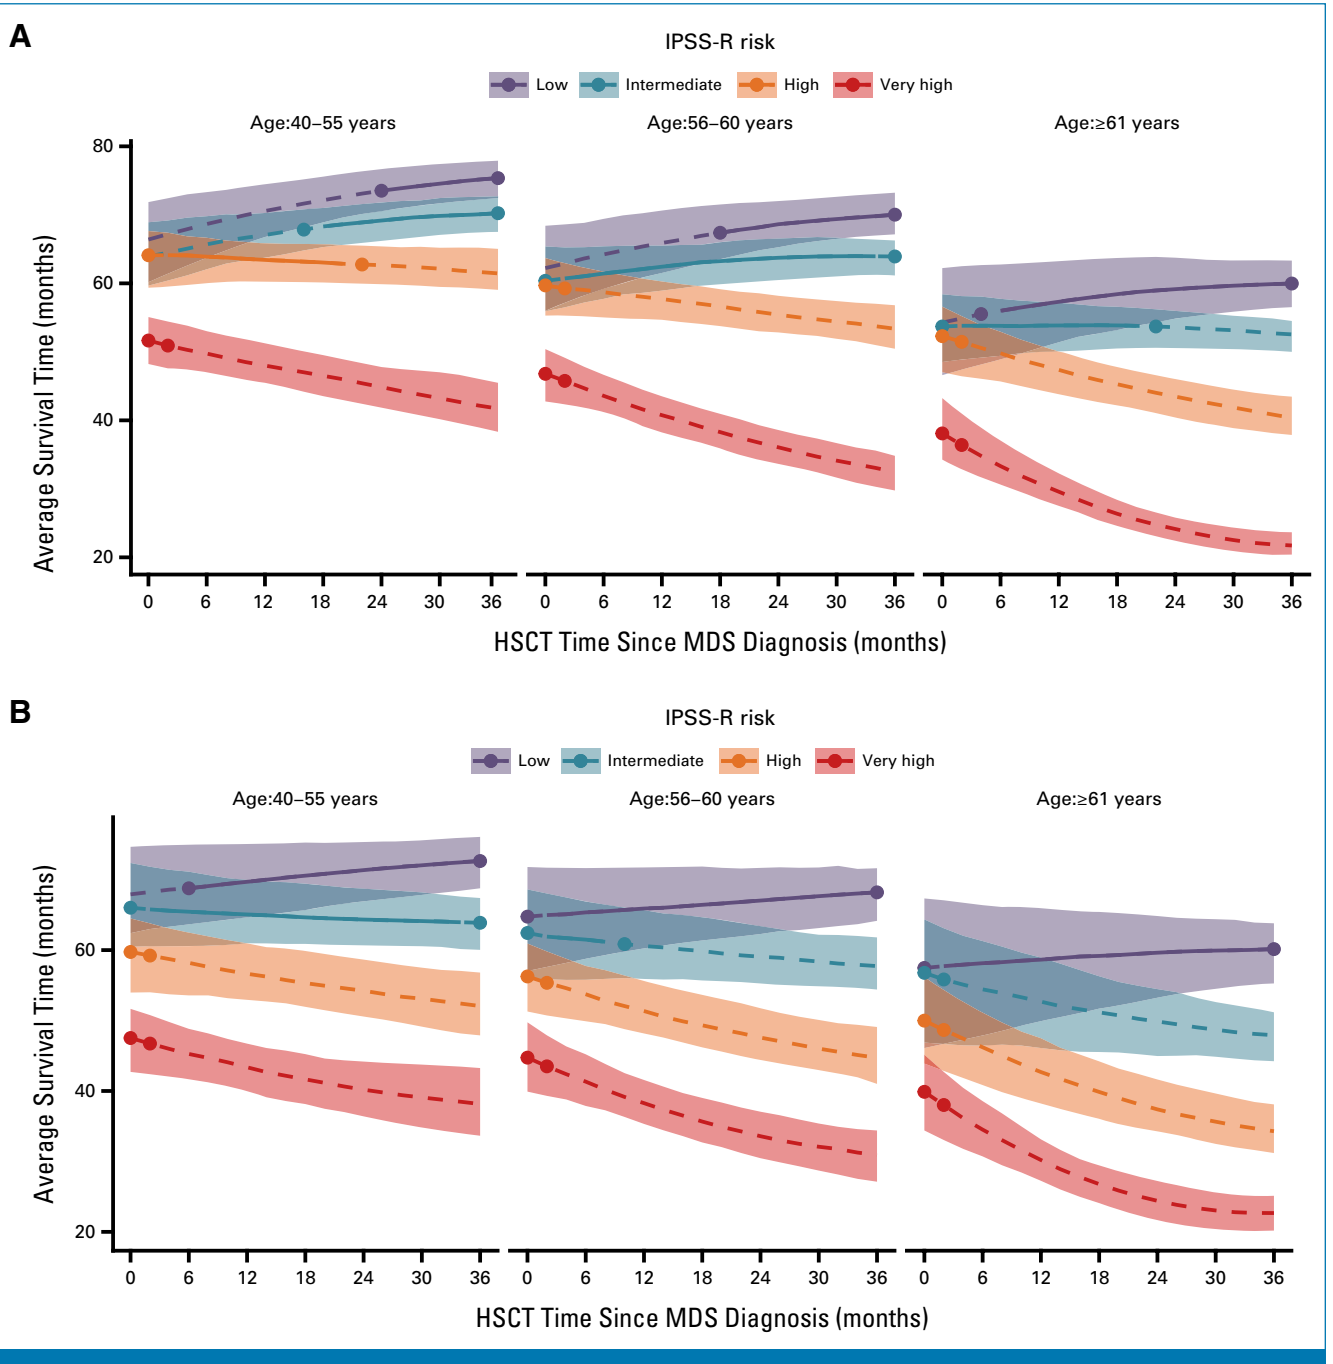 A
IPSS-R risk
Low Intermediate High Very high
Age:40–55 years Age:56–60 years Age:≥61 years
Average Survival Time (months)
80
60
40
20
0 6 12 18 24 30 36 0 6 12 18 24 30 36 0 6 12 18 24 30 36
HSCT Time Since MDS Diagnosis (months)
B
IPSS-R risk
Low Intermediate High Very high
Age:40–55 years Age:56–60 years Age:≥61 years
Average Survival Time (months)
60
40
20
0 6 12 18 24 30 36 0 6 12 18 24 30 36 0 6 12 18 24 30 36
HSCT Time Since MDS Diagnosis (months)